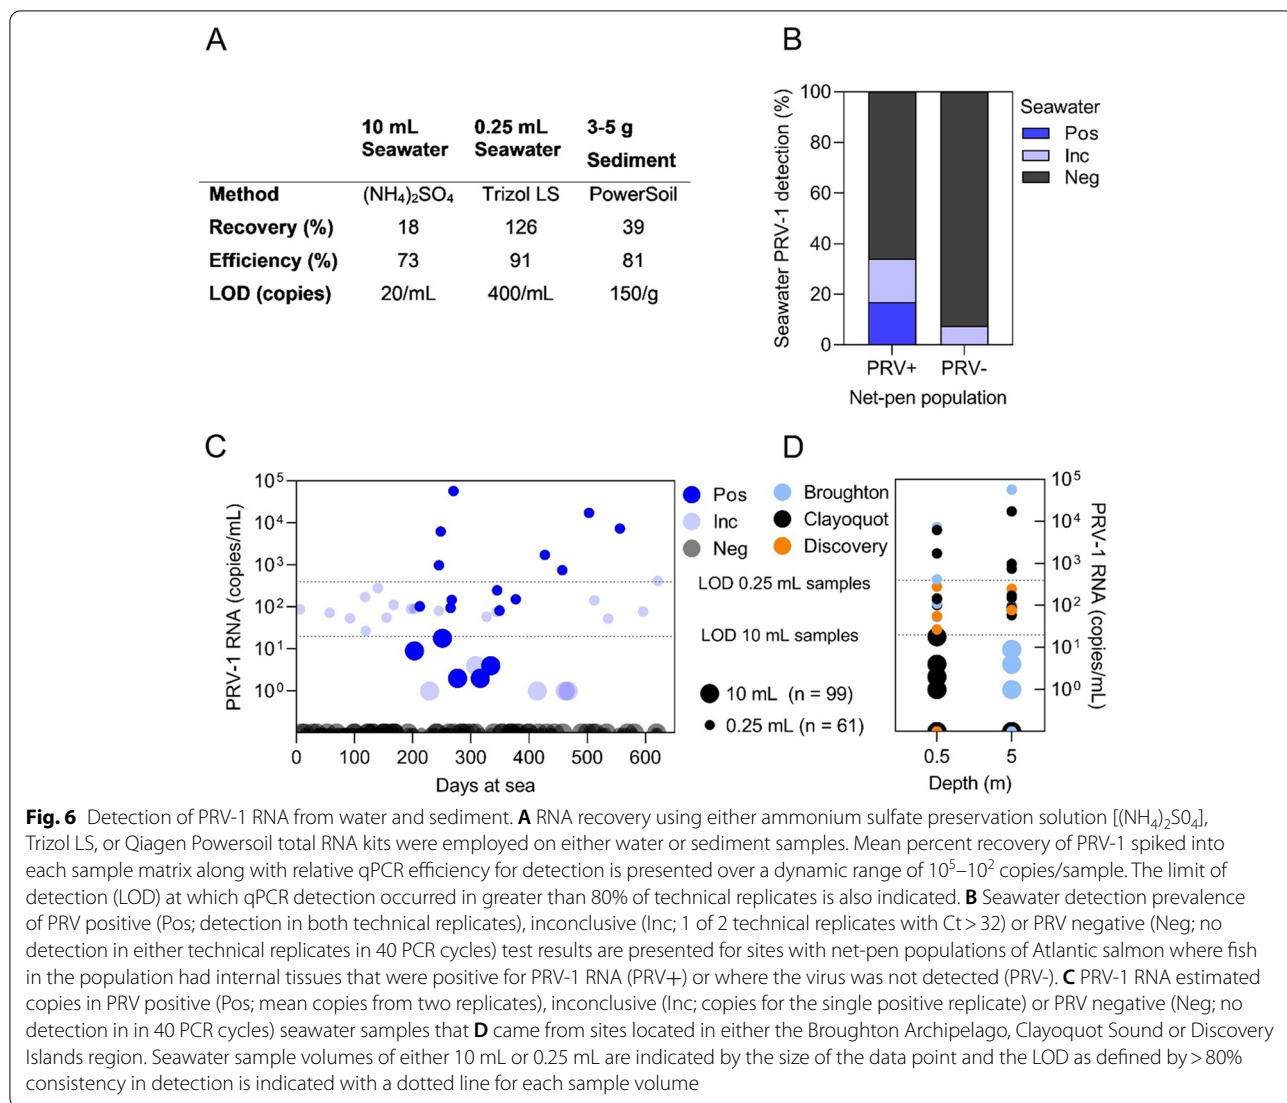 A
10 mL Seawater
0.25 mL Seawater
3-5 g Sediment
Method (NH₄)₂SO₄ Trizol LS PowerSoil
Recovery (%) 18 126 39
Efficiency (%) 73 91 81
LOD (copies) 20/mL 400/mL 150/g
B
Seawater PRV-1 detection (%)
100
80
60
40
20
0
PRV+ PRV-
Net-pen population
Seawater
Pos
Inc
Neg
C
PRV-1 RNA (copies/mL)
10⁵
10⁴
10³
10²
10¹
10⁰
0 100 200 300 400 500 600
Days at sea
Pos
Inc
Neg
Broughton
Clayoquot
Discovery
LOD 0.25 mL samples
LOD 10 mL samples
10 mL (n = 99)
0.25 mL (n = 61)
D
10⁵
10⁴
10³
10²
10¹
10⁰
PRV-1 RNA (copies/mL)
0.5 5
Depth (m)
Fig. 6 Detection of PRV-1 RNA from water and sediment. A RNA recovery using either ammonium sulfate preservation solution [(NH₄)₂S0₄],
Trizol LS, or Qiagen Powersoil total RNA kits were employed on either water or sediment samples. Mean percent recovery of PRV-1 spiked into
each sample matrix along with relative qPCR efficiency for detection is presented over a dynamic range of 10⁵–10² copies/sample. The limit of
detection (LOD) at which qPCR detection occurred in greater than 80% of technical replicates is also indicated. B Seawater detection prevalence
of PRV positive (Pos; detection in both technical replicates), inconclusive (Inc; 1 of 2 technical replicates with Ct > 32) or PRV negative (Neg; no
detection in either technical replicates in 40 PCR cycles) test results are presented for sites with net-pen populations of Atlantic salmon where fish
in the population had internal tissues that were positive for PRV-1 RNA (PRV+) or where the virus was not detected (PRV-). C PRV-1 RNA estimated
copies in PRV positive (Pos; mean copies from two replicates), inconclusive (Inc; copies for the single positive replicate) or PRV negative (Neg; no
detection in in 40 PCR cycles) seawater samples that D came from sites located in either the Broughton Archipelago, Clayoquot Sound or Discovery
Islands region. Seawater sample volumes of either 10 mL or 0.25 mL are indicated by the size of the data point and the LOD as defined by > 80%
consistency in detection is indicated with a dotted line for each sample volume